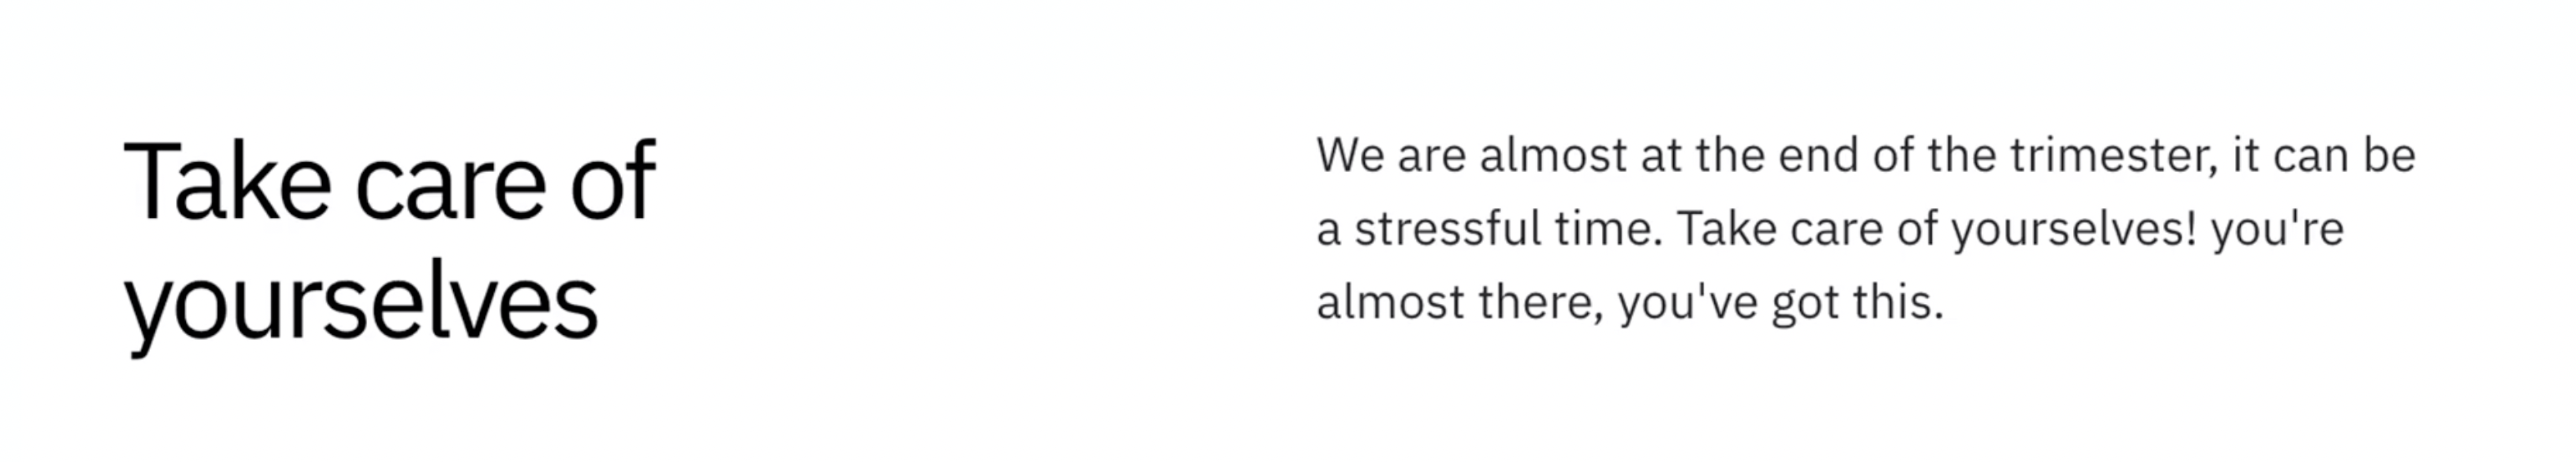 Take care of
yourselves
We are almost at the end of the trimester, it can be
a stressful time. Take care of yourselves! you're
almost there, you've got this.